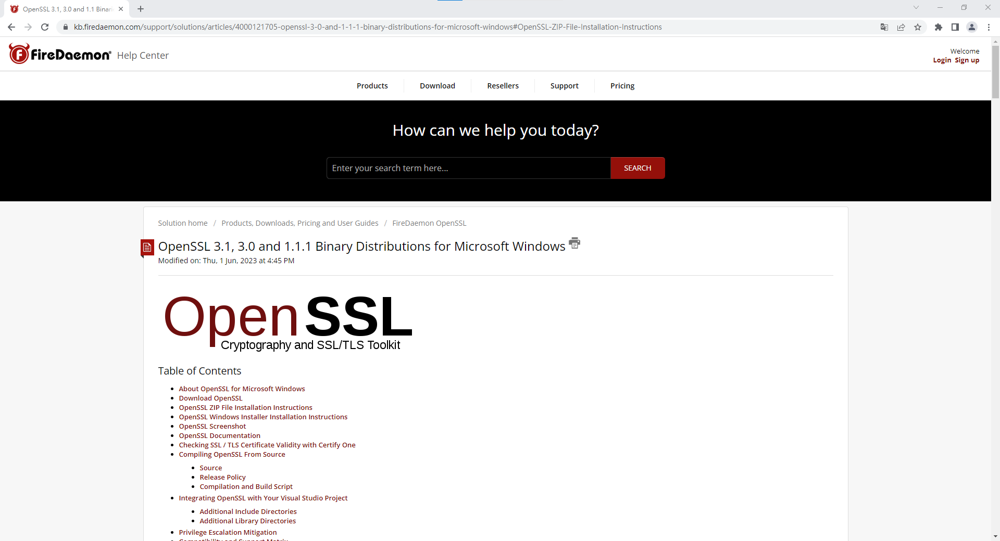 OpenSSL 3.1, 3.0 and 1.1 Binari
kb.firedaemon.com/support/solutions/articles/4000121705-openssl-3-0-and-1-1-1-binary-distributions-for-microsoft-windows#OpenSSL-ZIP-File-Installation-Instructions
FireDaemon® Help Center
Welcome
Login Sign up
Products Download Resellers Support Pricing
How can we help you today?
Enter your search term here... SEARCH
Solution home / Products, Downloads, Pricing and User Guides / FireDaemon OpenSSL
OpenSSL 3.1, 3.0 and 1.1.1 Binary Distributions for Microsoft Windows
Modified on: Thu, 1 Jun, 2023 at 4:45 PM
OpenSSL
Cryptography and SSL/TLS Toolkit
Table of Contents
About OpenSSL for Microsoft Windows
Download OpenSSL
OpenSSL ZIP File Installation Instructions
OpenSSL Windows Installer Installation Instructions
OpenSSL Screenshot
OpenSSL Documentation
Checking SSL / TLS Certificate Validity with Certify One
Compiling OpenSSL From Source
Source
Release Policy
Compilation and Build Script
Integrating OpenSSL with Your Visual Studio Project
Additional Include Directories
Additional Library Directories
Privilege Escalation Mitigation
Compatibility and Support Matrix